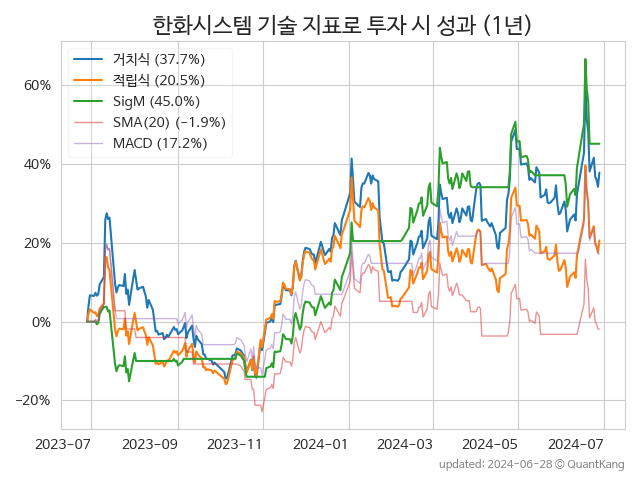 한화시스템 기술 지표로 투자 시 성과 (1년)
거치식 (37.7%)
적립식 (20.5%)
SigM (45.0%)
SMA(20) (−1.9%)
MACD (17.2%)
60%
40%
20%
0%
−20%
2023-07 2023-09 2023-11 2024-01 2024-03 2024-05 2024-07
updated: 2024-06-28 © QuantKang